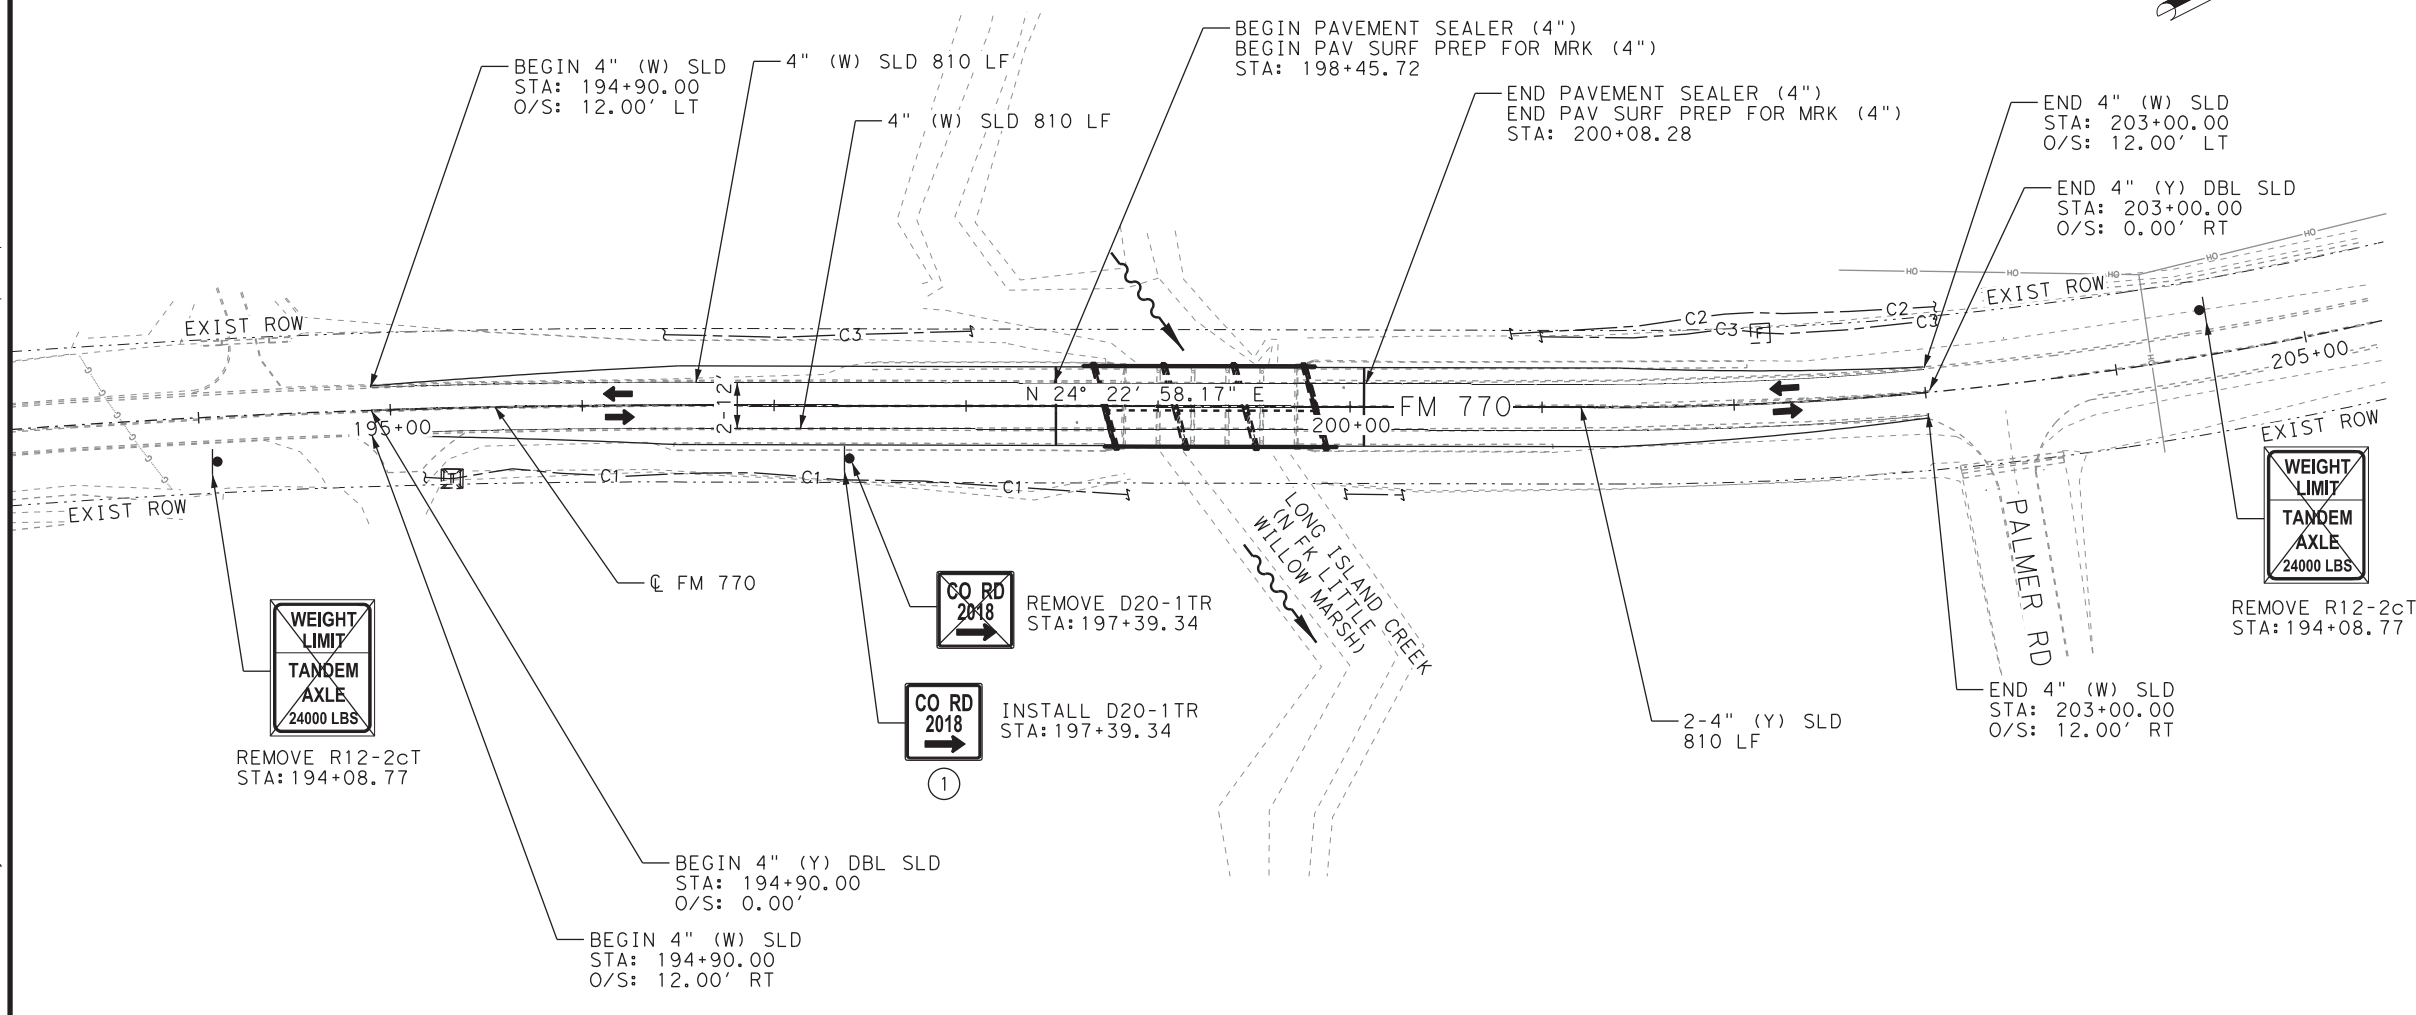 BEGIN PAVEMENT SEALER (4")
BEGIN PAV SURF PREP FOR MRK (4")
STA: 198+45.72
BEGIN 4" (W) SLD
STA: 194+90.00
O/S: 12.00' LT
4" (W) SLD 810 LF
4" (W) SLD 810 LF
END PAVEMENT SEALER (4")
END PAV SURF PREP FOR MRK (4")
STA: 200+08.28
END 4" (W) SLD
STA: 203+00.00
O/S: 12.00' LT
END 4" (Y) DBL SLD
STA: 203+00.00
O/S: 0.00' RT
OH
OH
OH
OH
OH
OH
EXIST ROW
EXIST ROW
C3
C2
C2
C3
C3
F
G
G
G
2-12'
N 24° 22' 58.17" E
FM 770
195+00
200+00
205+00
EXIST ROW
EXIST ROW
T
C1
C1
C1
LONG ISLAND CREEK
(N FK LITTLE
WILLOW MARSH)
PALMER RD
WEIGHT
LIMIT
TANDEM
AXLE
24000 LBS
REMOVE R12-2cT
STA:194+08.77
℄ FM 770
CO RD
2018
REMOVE D20-1TR
STA:197+39.34
WEIGHT
LIMIT
TANDEM
AXLE
24000 LBS
REMOVE R12-2cT
STA:194+08.77
CO RD
2018
INSTALL D20-1TR
STA:197+39.34
1
2-4" (Y) SLD
810 LF
END 4" (W) SLD
STA: 203+00.00
O/S: 12.00' RT
BEGIN 4" (Y) DBL SLD
STA: 194+90.00
O/S: 0.00'
BEGIN 4" (W) SLD
STA: 194+90.00
O/S: 12.00' RT